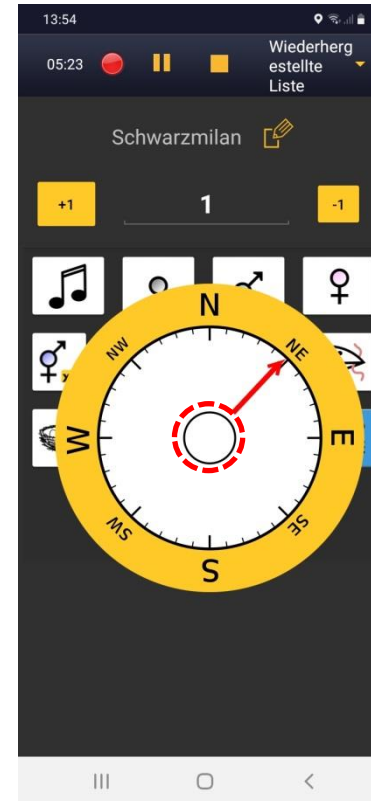 13:54
05:23
Wiederherg
estellte
Liste
Schwarzmilan
+1
1
-1
N
NW
NE
W
E
SW
SE
S